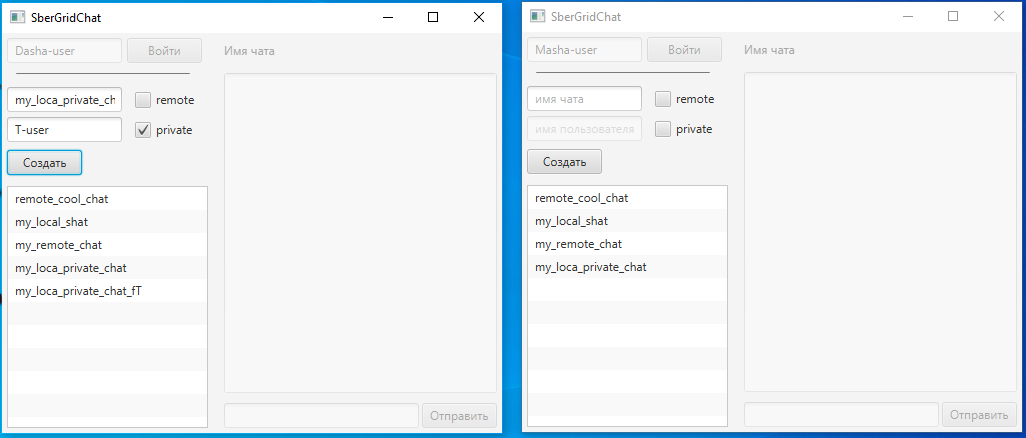 SberGridChat
Dasha-user Войти Имя чата
my_loca_private_ch remote
T-user private
Создать
remote_cool_chat
my_local_shat
my_remote_chat
my_loca_private_chat
my_loca_private_chat_fT
Отправить
SberGridChat
Masha-user Войти Имя чата
имя чата remote
имя пользователя private
Создать
remote_cool_chat
my_local_shat
my_remote_chat
my_loca_private_chat
Отправить